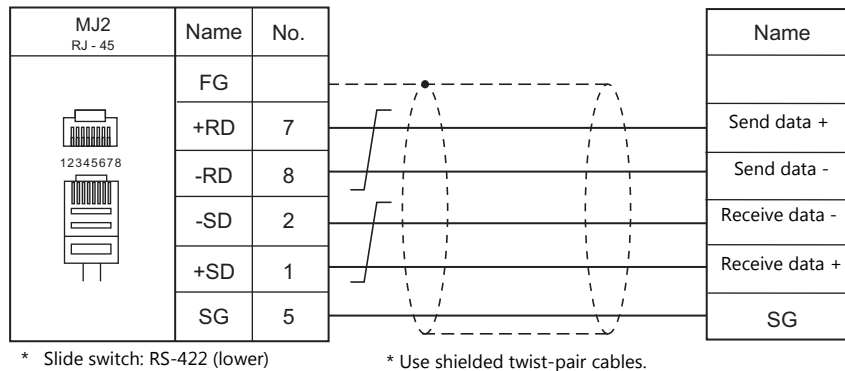 MJ2 Name No. Name
RJ - 45
FG
+RD 7 Send data +
12345678
-RD 8 Send data -
-SD 2 Receive data -
+SD 1 Receive data +
SG 5 SG
* Slide switch: RS-422 (lower) * Use shielded twist-pair cables.